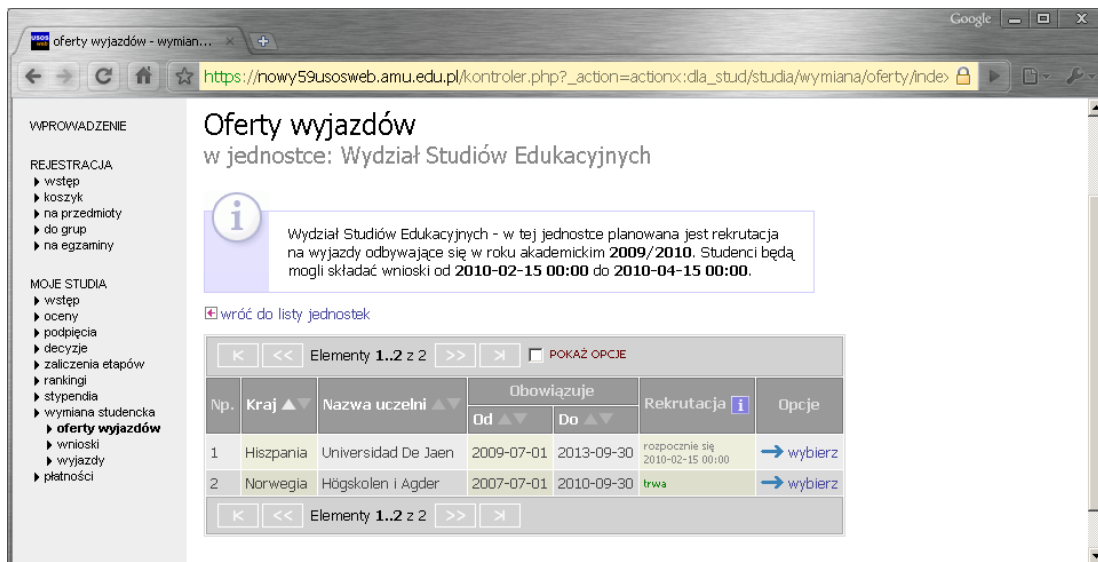 Google
USOS
web
oferty wyjazdów - wymian...
https://nowy59usosweb.amu.edu.pl/kontroler.php?_action=actionx:dla_stud/studia/wymiana/oferty/inde
WPROWADZENIE
REJESTRACJA
wstęp
koszyk
na przedmioty
do grup
na egzaminy
MOJE STUDIA
wstęp
oceny
podpięcia
decyzje
zaliczenia etapów
rankingi
stypendia
wymiana studencka
oferty wyjazdów
wnioski
wyjazdy
płatności
Oferty wyjazdów
w jednostce: Wydział Studiów Edukacyjnych
i
Wydział Studiów Edukacyjnych - w tej jednostce planowana jest rekrutacja
na wyjazdy odbywające się w roku akademickim 2009/2010. Studenci będą
mogli składać wnioski od 2010-02-15 00:00 do 2010-04-15 00:00.
wróć do listy jednostek
K << Elementy 1..2 z 2 >> >| POKAŻ OPCJE
Np. Kraj Nazwa uczelni Obowiązuje Rekrutacja i Opcje
Od Do
1 Hiszpania Universidad De Jaen 2009-07-01 2013-09-30 rozpocznie się 2010-02-15 00:00 wybierz
2 Norwegia Högskolen i Agder 2007-07-01 2010-09-30 trwa wybierz
K << Elementy 1..2 z 2 >> >|